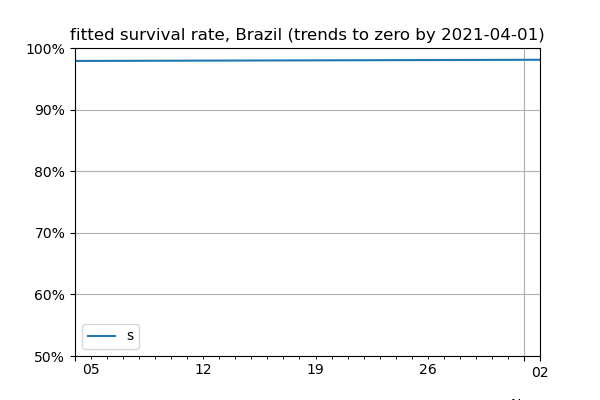 fitted survival rate, Brazil (trends to zero by 2021-04-01)
100%
90%
80%
70%
60%
50%
s
05 12 19 26 02